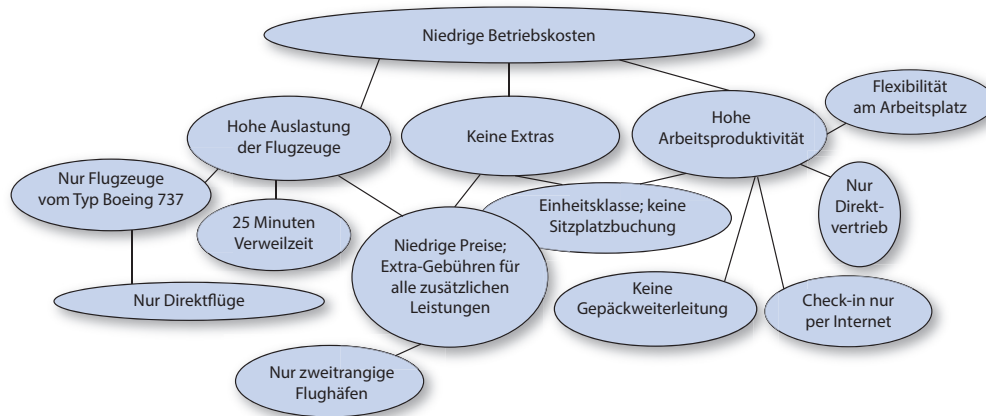 Niedrige Betriebskosten
Flexibilität
am Arbeitsplatz
Hohe Auslastung
der Flugzeuge
Keine Extras
Hohe
Arbeitsproduktivität
Nur Flugzeuge
vom Typ Boeing 737
25 Minuten
Verweilzeit
Niedrige Preise;
Extra-Gebühren für
alle zusätzlichen
Leistungen
Einheitsklasse; keine
Sitzplatzbuchung
Nur
Direkt-
vertrieb
Nur Direktflüge
Keine
Gepäckweiterleitung
Check-in nur
per Internet
Nur zweitrangige
Flughäfen